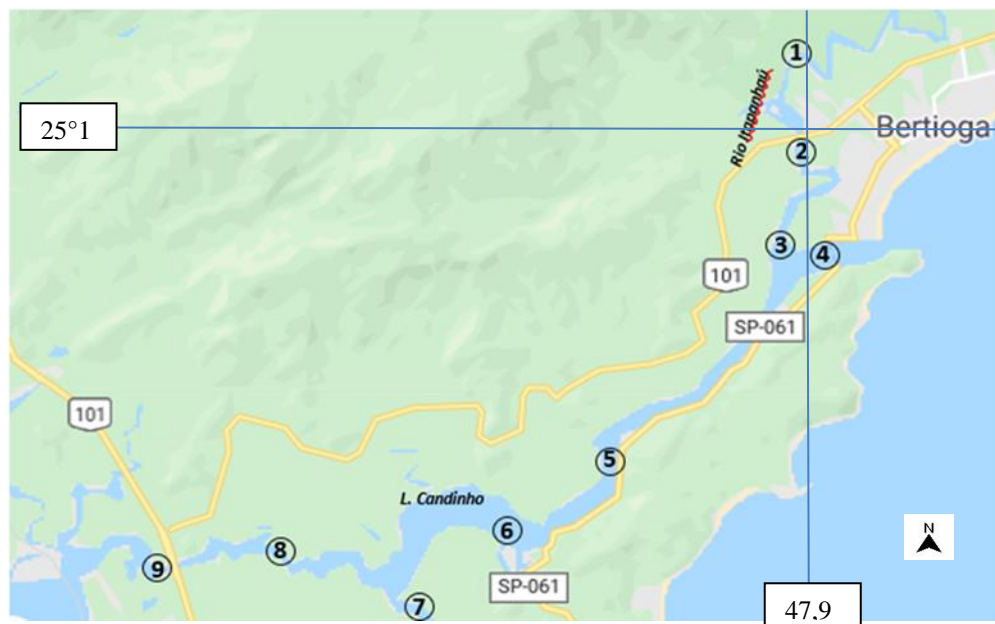 1
Rio Itapanhaú
25°1
Bertioga
2
3
4
101
SP-061
101
5
L. Candinho
6
N
8
9
SP-061
7
47,9